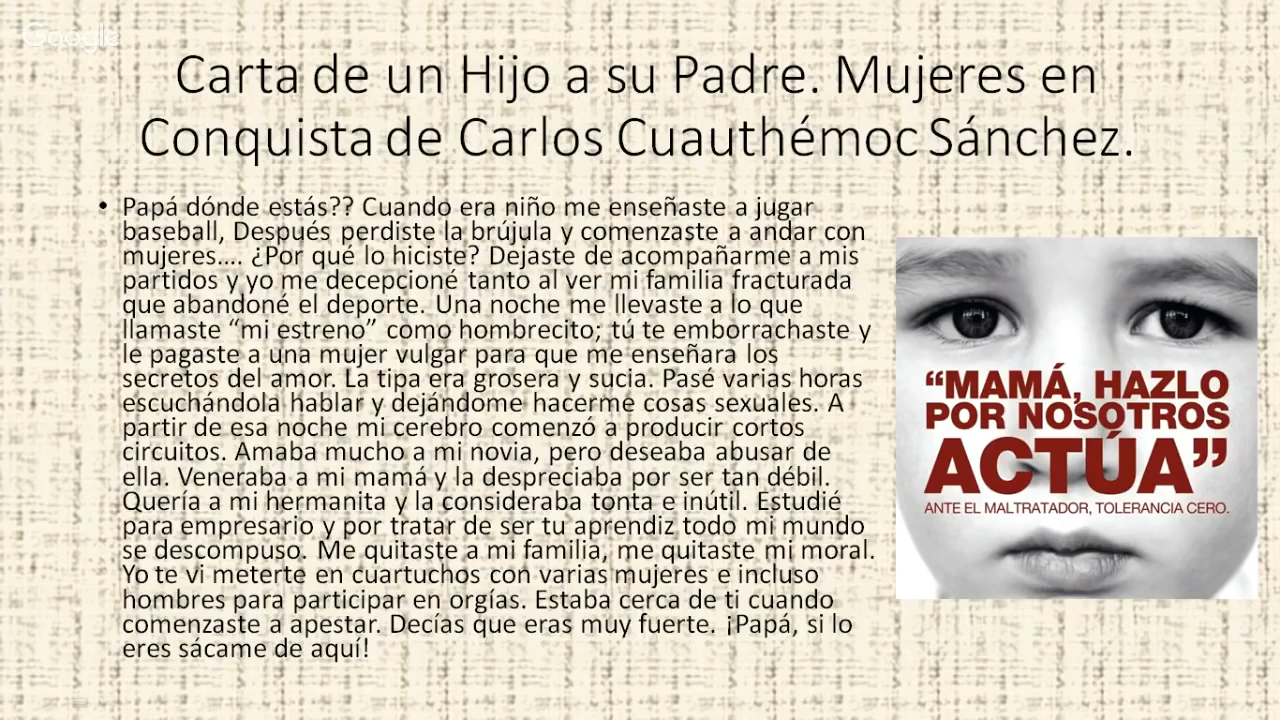 Google
Carta de un Hijo a su Padre. Mujeres en
Conquista de Carlos Cuauthémoc Sánchez.
• Papá dónde estás?? Cuando era niño me enseñaste a jugar
baseball, Después perdiste la brújula y comenzaste a andar con
mujeres.... ¿Por qué lo hiciste? Dejaste de acompañarme a mis
partidos y yo me decepcioné tanto al ver mi familia fracturada
que abandoné el deporte. Una noche me llevaste a lo que
llamaste “mi estreno” como hombrecito; tú te emborrachaste y
le pagaste a una mujer vulgar para que me enseñara los
secretos del amor. La tipa era grosera y sucia. Pasé varias horas
escuchándola hablar y dejándome hacerme cosas sexuales. A
partir de esa noche mi cerebro comenzó a producir cortos
circuitos. Amaba mucho a mi novia, pero deseaba abusar de
ella. Veneraba a mi mamá y la despreciaba por ser tan débil.
Quería a mi hermanita y la consideraba tonta e inútil. Estudié
para empresario y por tratar de ser tu aprendiz todo mi mundo
se descompuso. Me quitaste a mi familia, me quitaste mi moral.
Yo te vi meterte en cuartuchos con varias mujeres e incluso
hombres para participar en orgías. Estaba cerca de ti cuando
comenzaste a apestar. Decías que eras muy fuerte. ¡Papá, si lo
eres sácame de aquí!
“MAMÁ, HAZLO
POR NOSOTROS
ACTÚA”
ANTE EL MALTRATADOR, TOLERANCIA CERO.